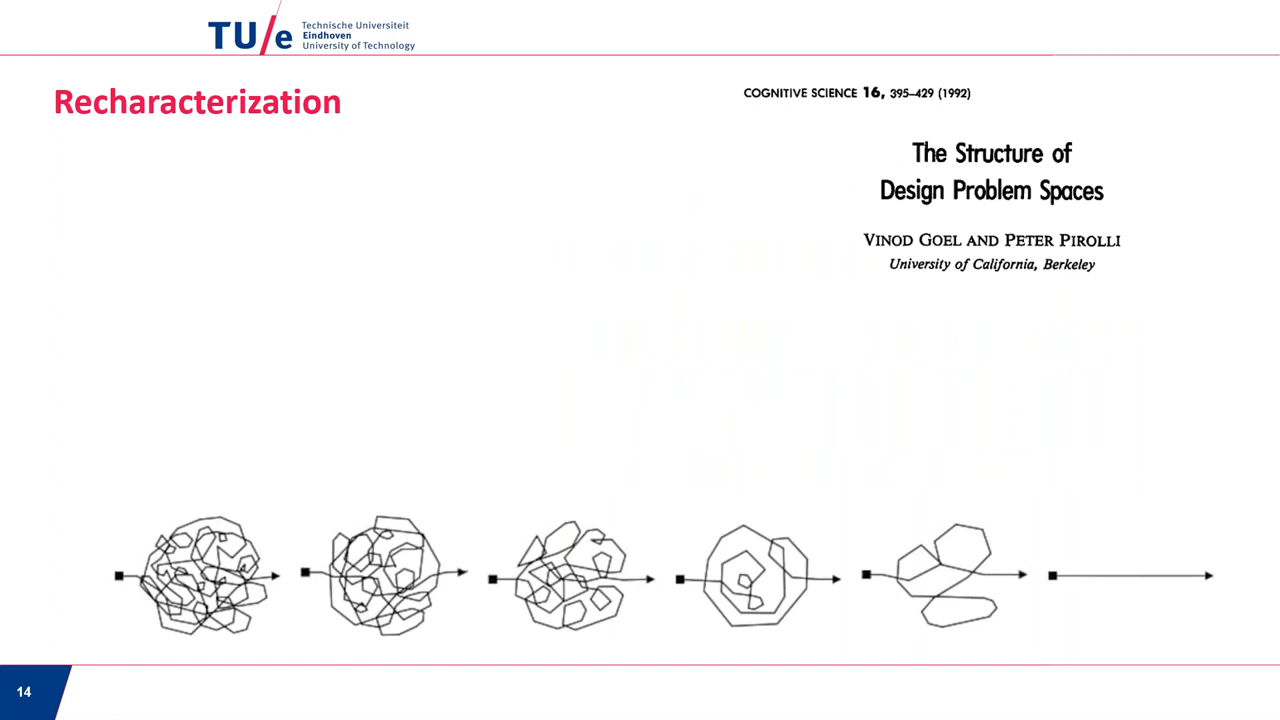 TU/e
Technische Universiteit
Eindhoven
University of Technology
Recharacterization
COGNITIVE SCIENCE 16, 395–429 (1992)
The Structure of
Design Problem Spaces
VINOD GOEL AND PETER PIROLLI
University of California, Berkeley
14